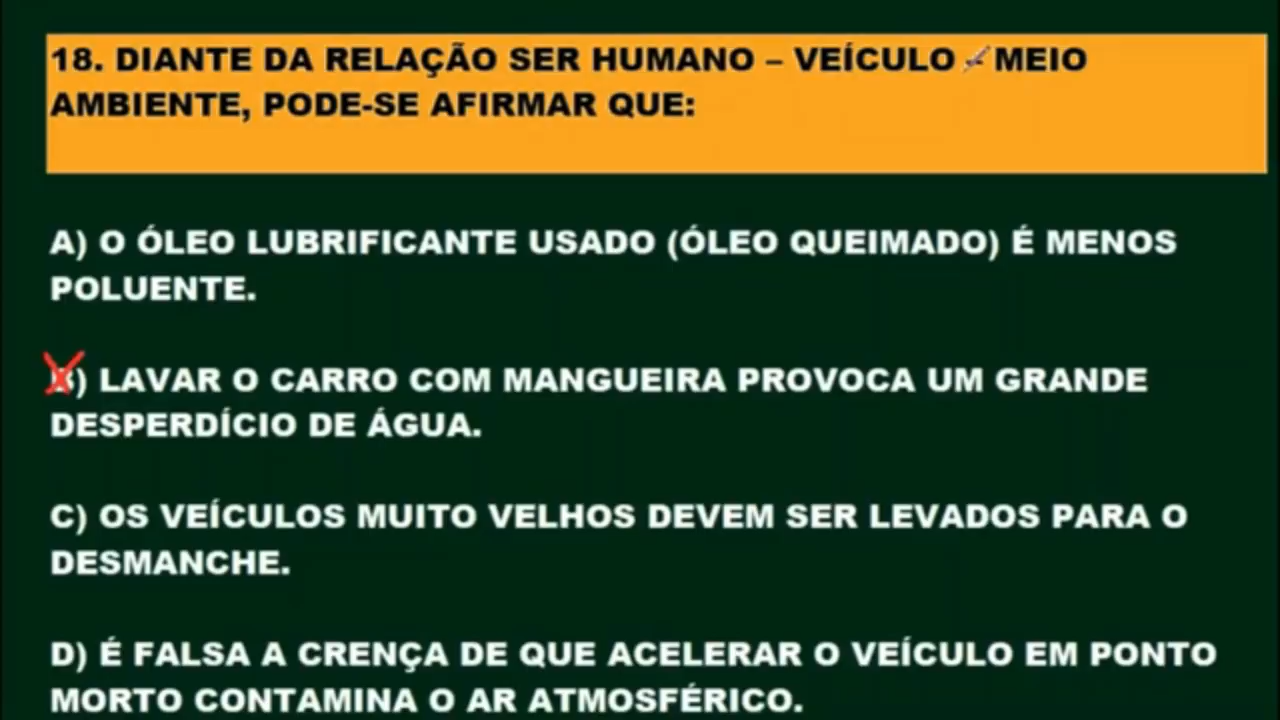 18. DIANTE DA RELAÇÃO SER HUMANO – VEÍCULO MEIO
AMBIENTE, PODE-SE AFIRMAR QUE:
A) O ÓLEO LUBRIFICANTE USADO (ÓLEO QUEIMADO) É MENOS
POLUENTE.
B) LAVAR O CARRO COM MANGUEIRA PROVOCA UM GRANDE
DESPERDÍCIO DE ÁGUA.
C) OS VEÍCULOS MUITO VELHOS DEVEM SER LEVADOS PARA O
DESMANCHE.
D) É FALSA A CRENÇA DE QUE ACELERAR O VEÍCULO EM PONTO
MORTO CONTAMINA O AR ATMOSFÉRICO.